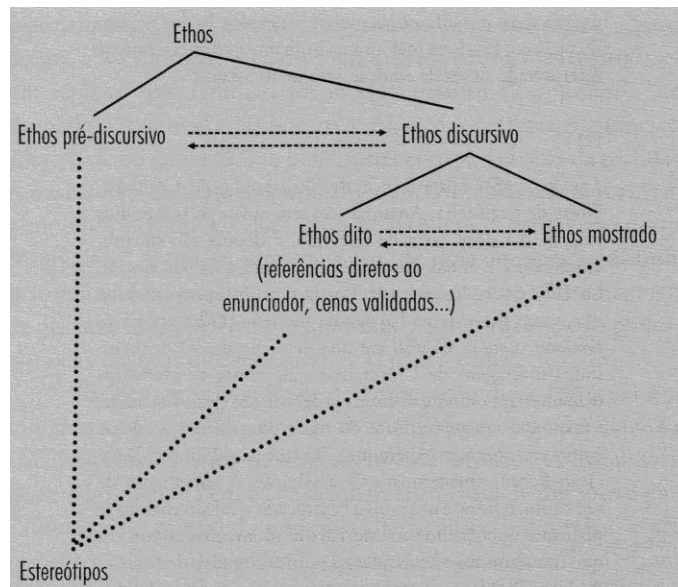 Ethos
Ethos pré-discursivo
Ethos discursivo
Ethos dito
Ethos mostrado
(referências diretas ao
enunciador, cenas validadas...)
Estereótipos